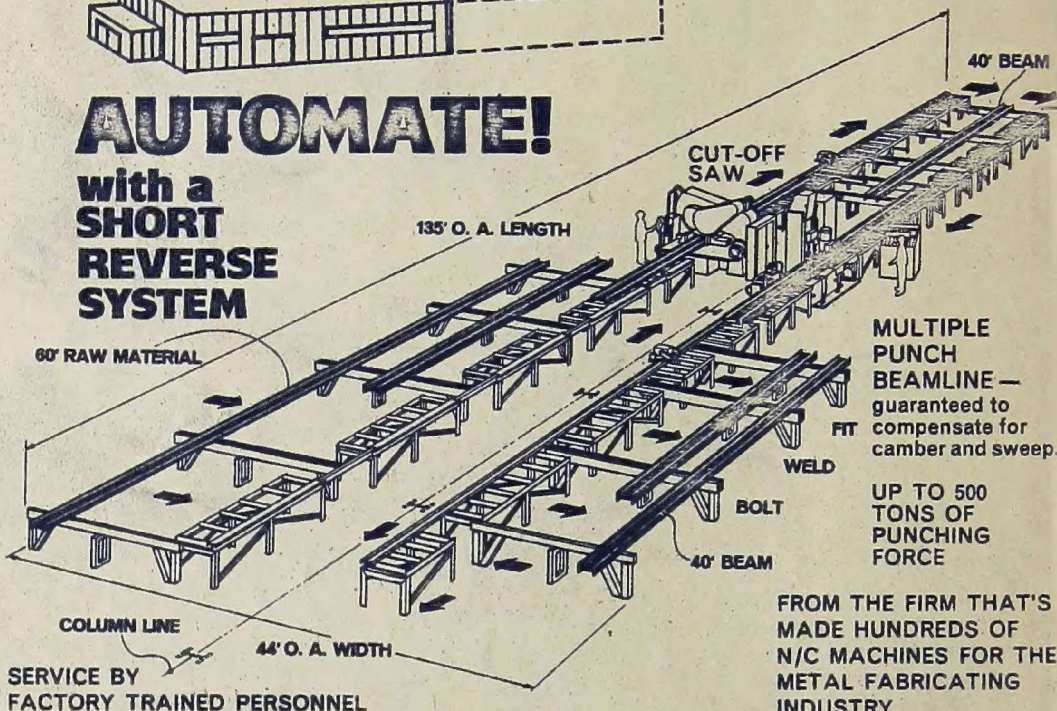 AUTOMATE!
with a
SHORT
REVERSE
SYSTEM
40' BEAM
CUT-OFF
SAW
135' O. A. LENGTH
60' RAW MATERIAL
MULTIPLE
PUNCH
BEAMLINE—
guaranteed to
compensate for
camber and sweep.
FIT
WELD
BOLT
UP TO 500
TONS OF
PUNCHING
FORCE
40' BEAM
COLUMN LINE
44' O. A. WIDTH
SERVICE BY
FACTORY TRAINED PERSONNEL
FROM THE FIRM THAT'S
MADE HUNDREDS OF
N/C MACHINES FOR THE
METAL FABRICATING
INDUSTRY